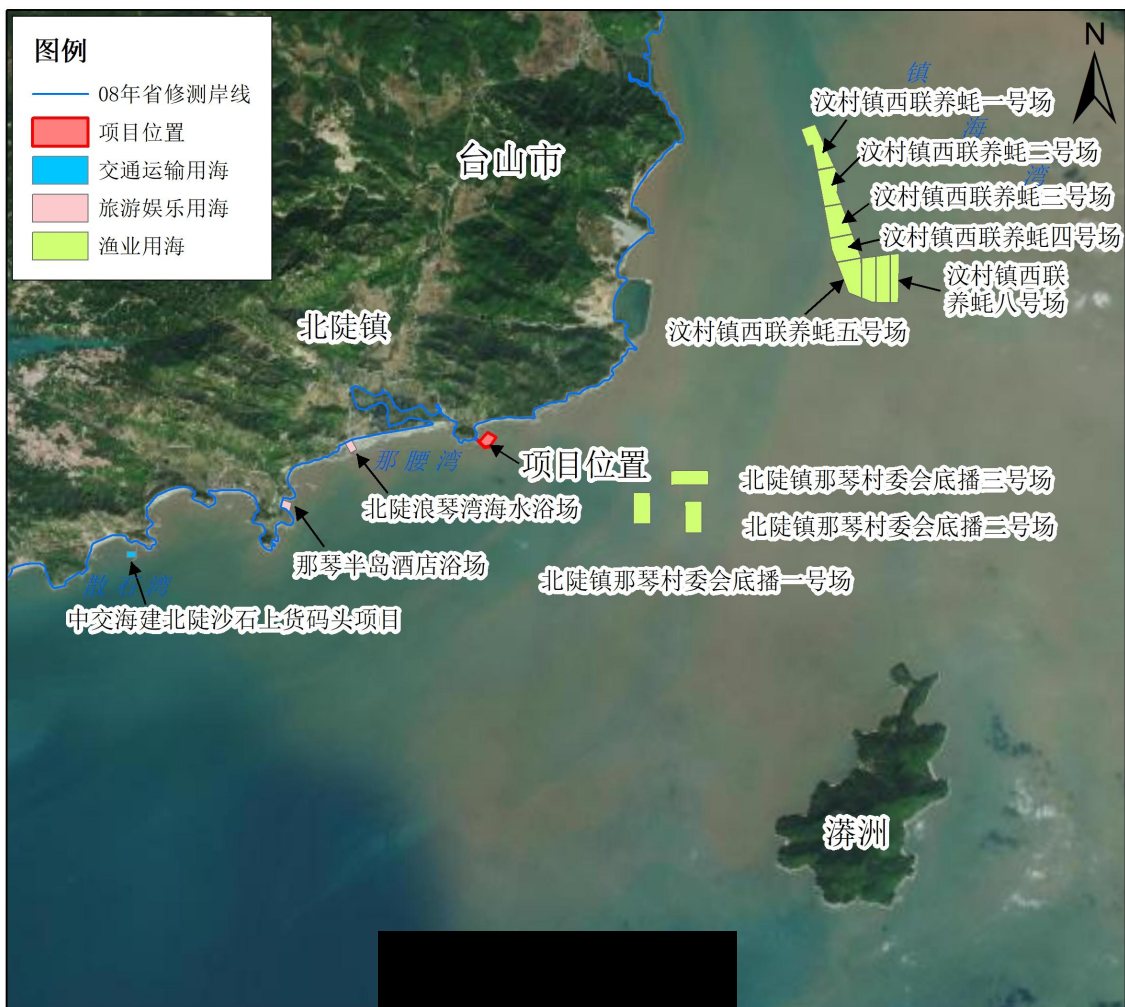 图例
08年省修测岸线
项目位置
交通运输用海
旅游娱乐用海
渔业用海
N
镇海湾
汶村镇西联养蚝一号场
汶村镇西联养蚝二号场
汶村镇西联养蚝三号场
汶村镇西联养蚝四号场
汶村镇西联
养蚝八号场
汶村镇西联养蚝五号场
台山市
北陡镇
那腰湾
项目位置
北陡浪琴湾海水浴场
那琴半岛酒店浴场
北陡镇那琴村委会底播三号场
北陡镇那琴村委会底播二号场
北陡镇那琴村委会底播一号场
散石湾
中交海建北陡沙石上货码头项目
漭洲